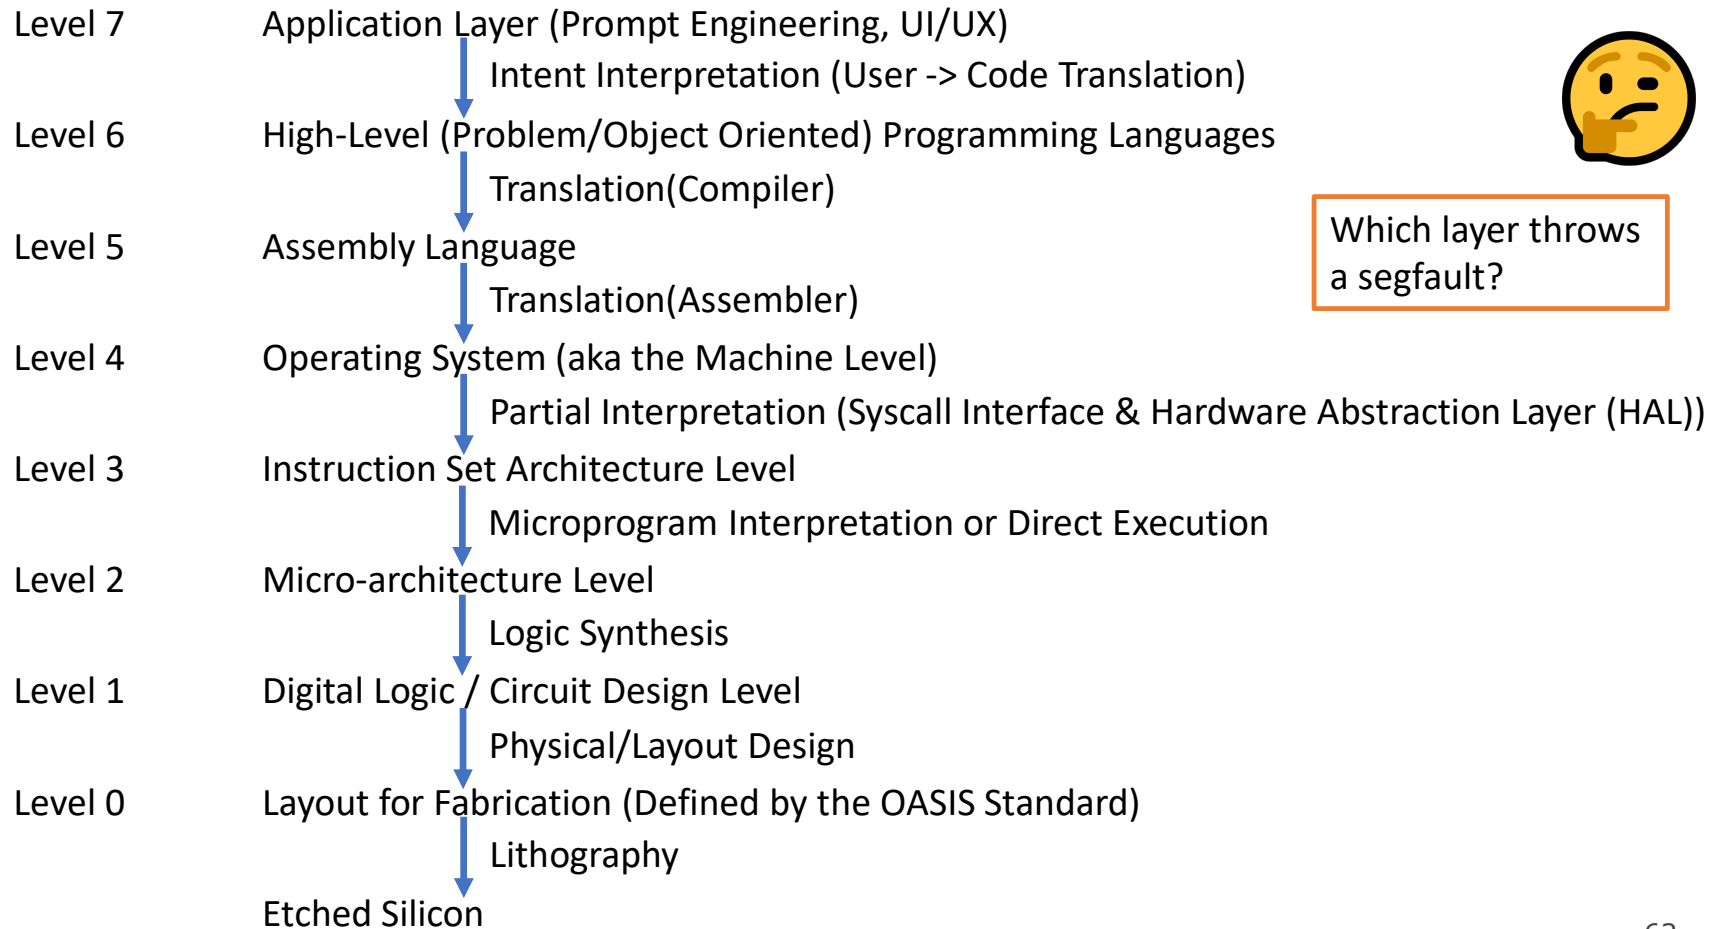 Level 7 Application Layer (Prompt Engineering, UI/UX)
Intent Interpretation (User -> Code Translation)
Level 6 High-Level (Problem/Object Oriented) Programming Languages
Translation(Compiler)
Which layer throws
a segfault?
Level 5 Assembly Language
Translation(Assembler)
Level 4 Operating System (aka the Machine Level)
Partial Interpretation (Syscall Interface & Hardware Abstraction Layer (HAL))
Level 3 Instruction Set Architecture Level
Microprogram Interpretation or Direct Execution
Level 2 Micro-architecture Level
Logic Synthesis
Level 1 Digital Logic / Circuit Design Level
Physical/Layout Design
Level 0 Layout for Fabrication (Defined by the OASIS Standard)
Lithography
Etched Silicon